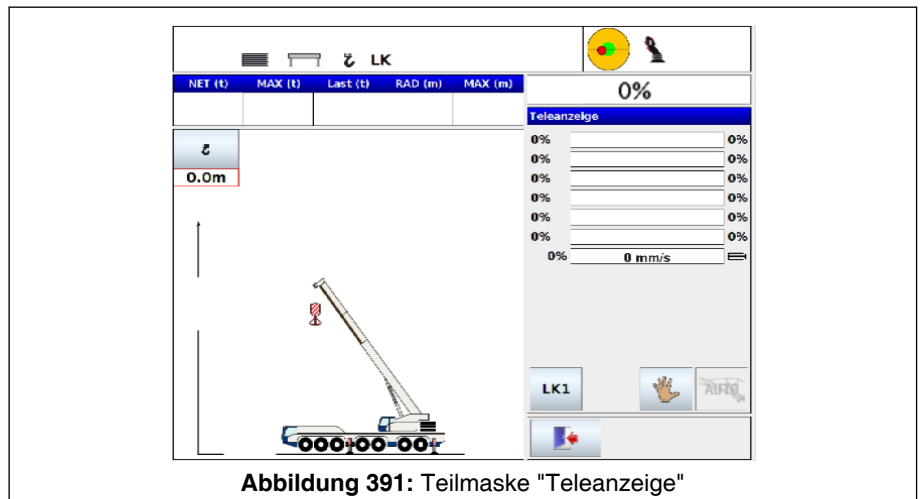 LK
NET (t) MAX (t) Last (t) RAD (m) MAX (m)
0%
Teleanzeige
0.0m
0% 0%
0% 0%
0% 0%
0% 0%
0% 0%
0% 0%
0% 0 mm/s
LK1
AUTO
Abbildung 391: Teilmaske "Teleanzeige"